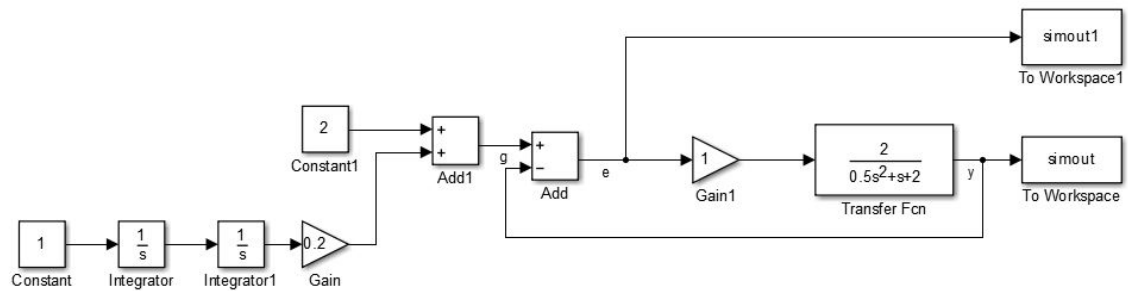 simout1
To Workspace1
2
Constant1
+
+
Add1
g
+
−
Add
e
1
Gain1
2
0.5s²+s+2
Transfer Fcn
y
simout
To Workspace
1
Constant
1
s
Integrator
1
s
Integrator1
0.2
Gain